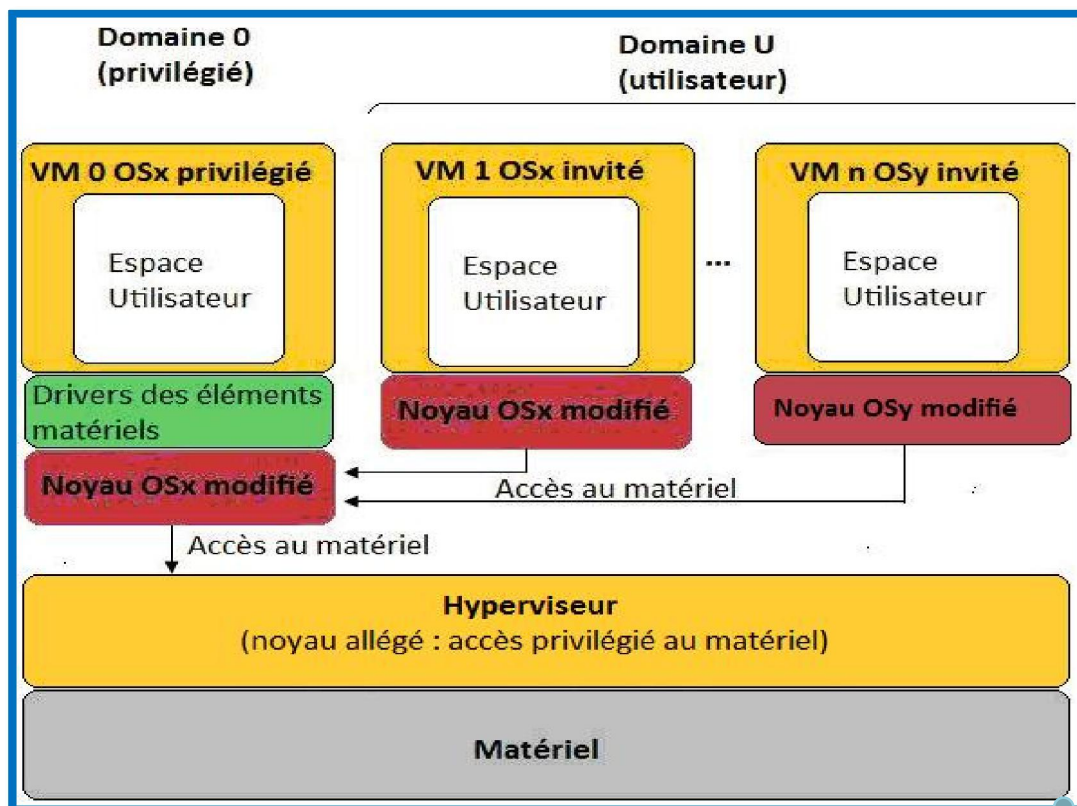 Domaine 0
(privilégié)
Domaine U
(utilisateur)
VM 0 OSx privilégié
Espace
Utilisateur
Drivers des éléments
matériels
Noyau OSx modifié
VM 1 OSx invité
Espace
Utilisateur
Noyau OSx modifié
...
VM n OSy invité
Espace
Utilisateur
Noyau OSy modifié
Accès au matériel
Accès au matériel
Hyperviseur
(noyau allégé : accès privilégié au matériel)
Matériel